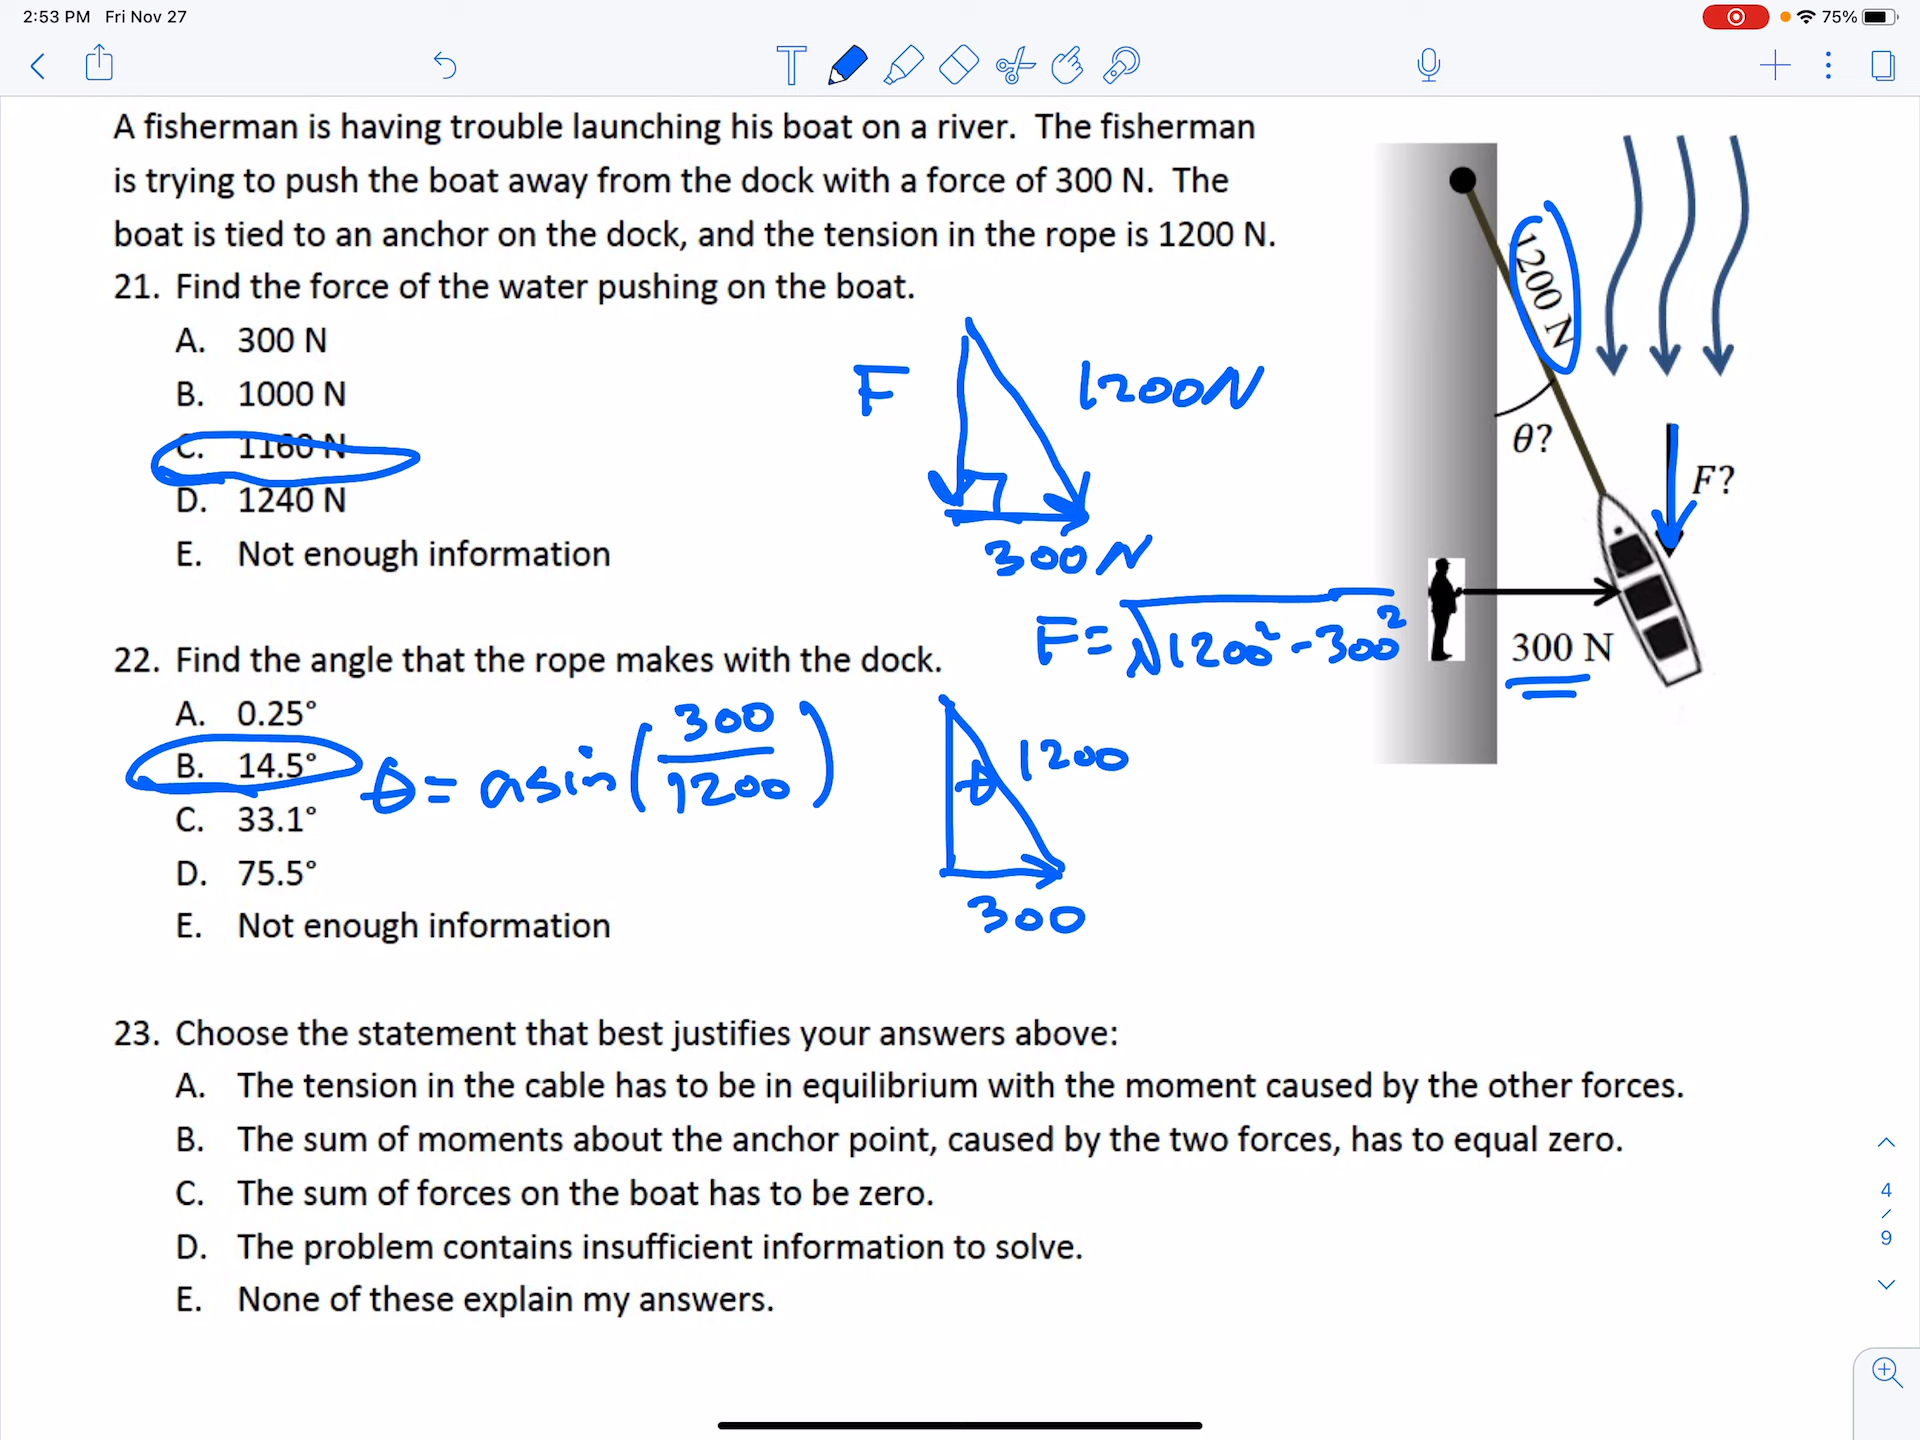 2:53 PM Fri Nov 27
75%
A fisherman is having trouble launching his boat on a river. The fisherman
is trying to push the boat away from the dock with a force of 300 N. The
boat is tied to an anchor on the dock, and the tension in the rope is 1200 N.
21. Find the force of the water pushing on the boat.
A. 300 N
B. 1000 N
C. 1160 N
D. 1240 N
E. Not enough information
F
1200N
300N
F=√1200²-300²
1200 N
θ?
F?
300 N
22. Find the angle that the rope makes with the dock.
A. 0.25°
B. 14.5°
C. 33.1°
D. 75.5°
E. Not enough information
θ= asin(300/1200)
θ
1200
300
23. Choose the statement that best justifies your answers above:
A. The tension in the cable has to be in equilibrium with the moment caused by the other forces.
B. The sum of moments about the anchor point, caused by the two forces, has to equal zero.
C. The sum of forces on the boat has to be zero.
D. The problem contains insufficient information to solve.
E. None of these explain my answers.
4
/
9